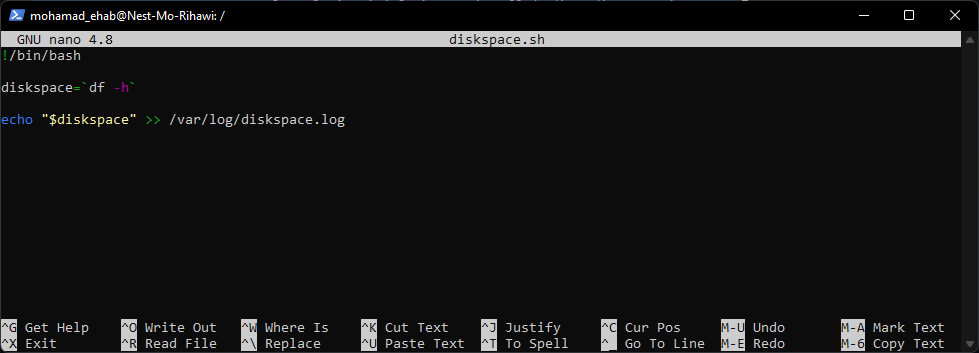 mohamad_ehab@Nest-Mo-Rihawi: /
GNU nano 4.8 diskspace.sh
!/bin/bash
diskspace=`df -h`
echo "$diskspace" >> /var/log/diskspace.log
^G Get Help ^O Write Out ^W Where Is ^K Cut Text ^J Justify ^C Cur Pos M-U Undo M-A Mark Text
^X Exit ^R Read File ^\ Replace ^U Paste Text ^T To Spell ^_ Go To Line M-E Redo M-6 Copy Text